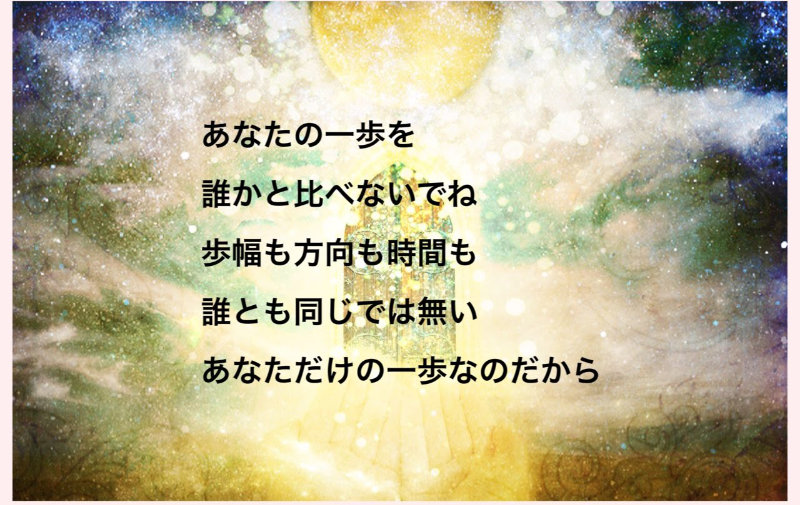 あなたの一歩を
誰かと比べないでね
歩幅も方向も時間も
誰とも同じでは無い
あなただけの一歩なのだから